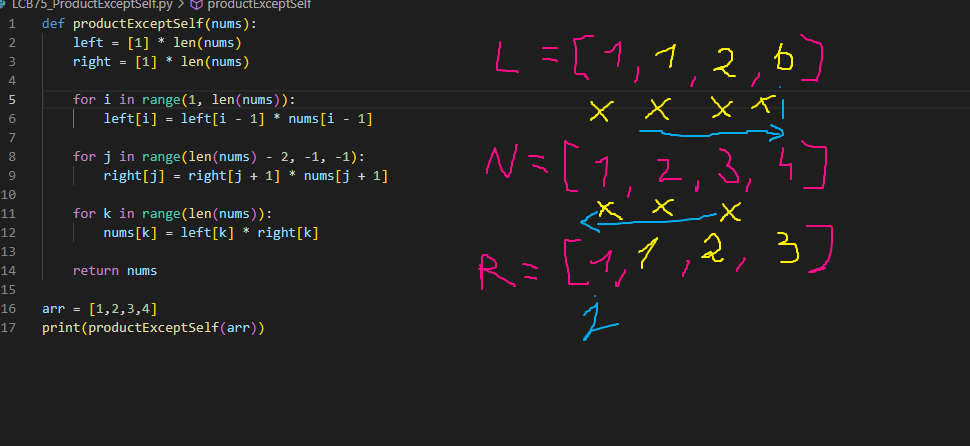 LCB75_ProductExceptSelf.py > productExceptSelf
1 def productExceptSelf(nums):
2 left = [1] * len(nums)
3 right = [1] * len(nums)
4
5 for i in range(1, len(nums)):
6 left[i] = left[i - 1] * nums[i - 1]
7
8 for j in range(len(nums) - 2, -1, -1):
9 right[j] = right[j + 1] * nums[j + 1]
10
11 for k in range(len(nums)):
12 nums[k] = left[k] * right[k]
13
14 return nums
15
16 arr = [1,2,3,4]
17 print(productExceptSelf(arr))
L = [1, 1, 2, 6]
x x x
N = [1, 2, 3, 4]
x x x
R = [1, 1, 2, 3]